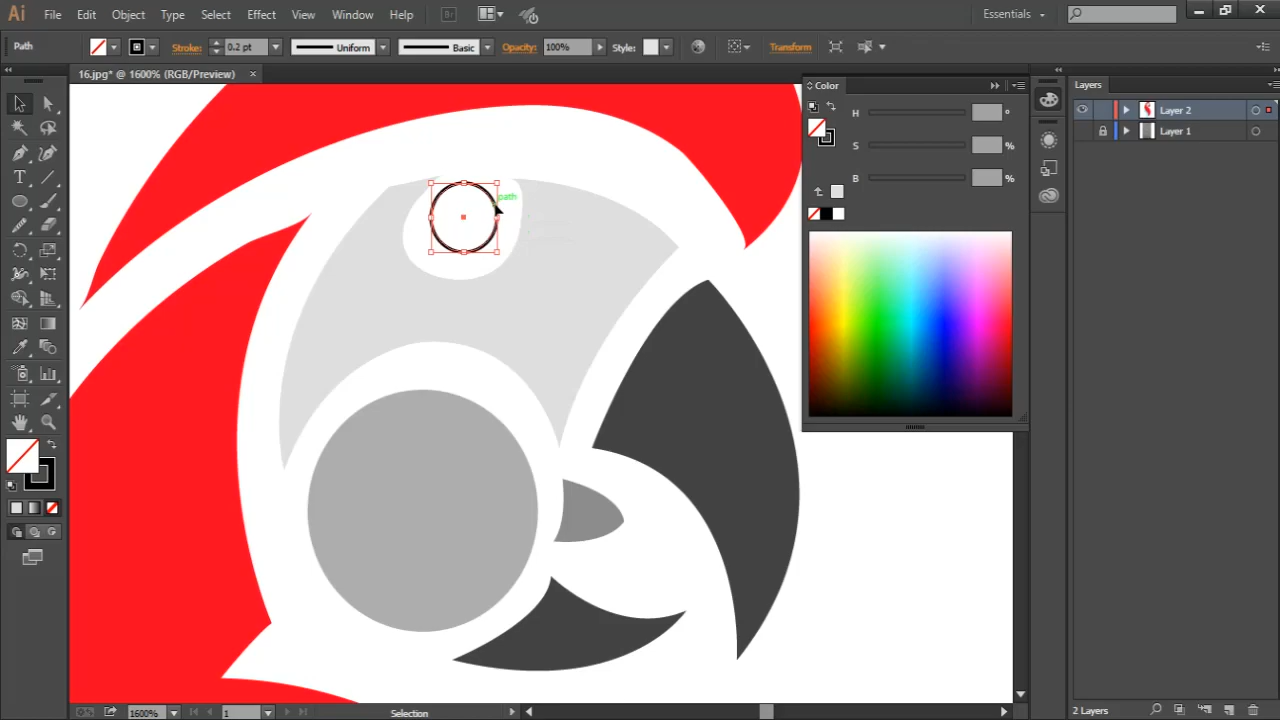 Ai File Edit Object Type Select Effect View Window Help Br Essentials
Path Stroke: 0.2 pt Uniform Basic Opacity: 100% Style: Transform
16.jpg* @ 1600% (RGB/Preview) ×
Color
H °
S %
B %
Layers
Layer 2
Layer 1
path
2 Layers
1600% 1 Selection